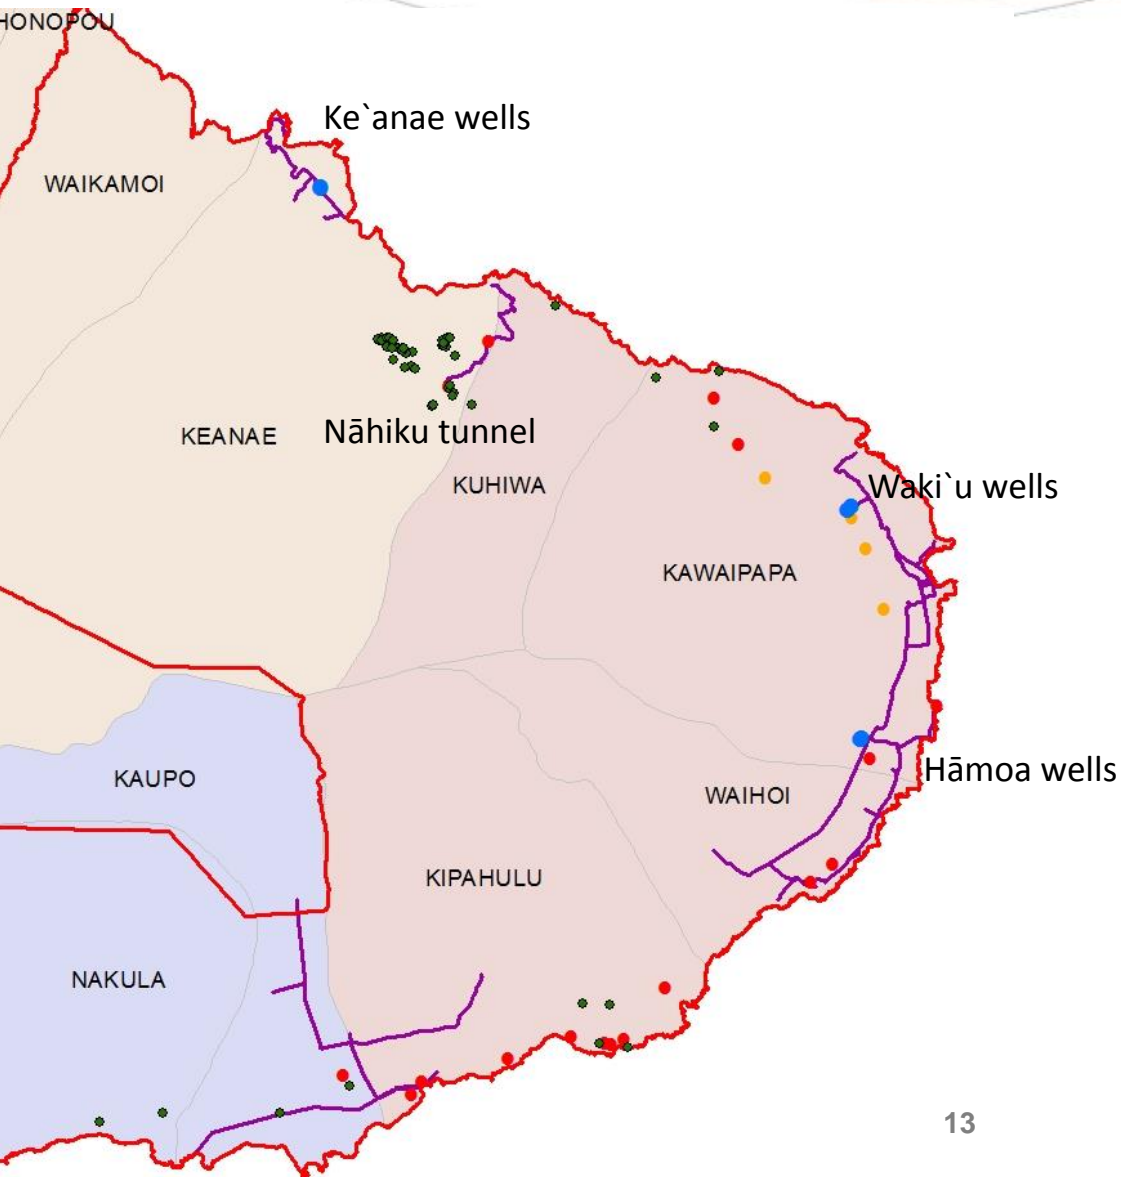 HONOPOU
Ke`anae wells
WAIKAMOI
KEANAE
Nāhiku tunnel
KUHIWA
Waki`u wells
KAWAIPAPA
KAUPO
WAIHOI
Hāmoa wells
KIPAHULU
NAKULA
13